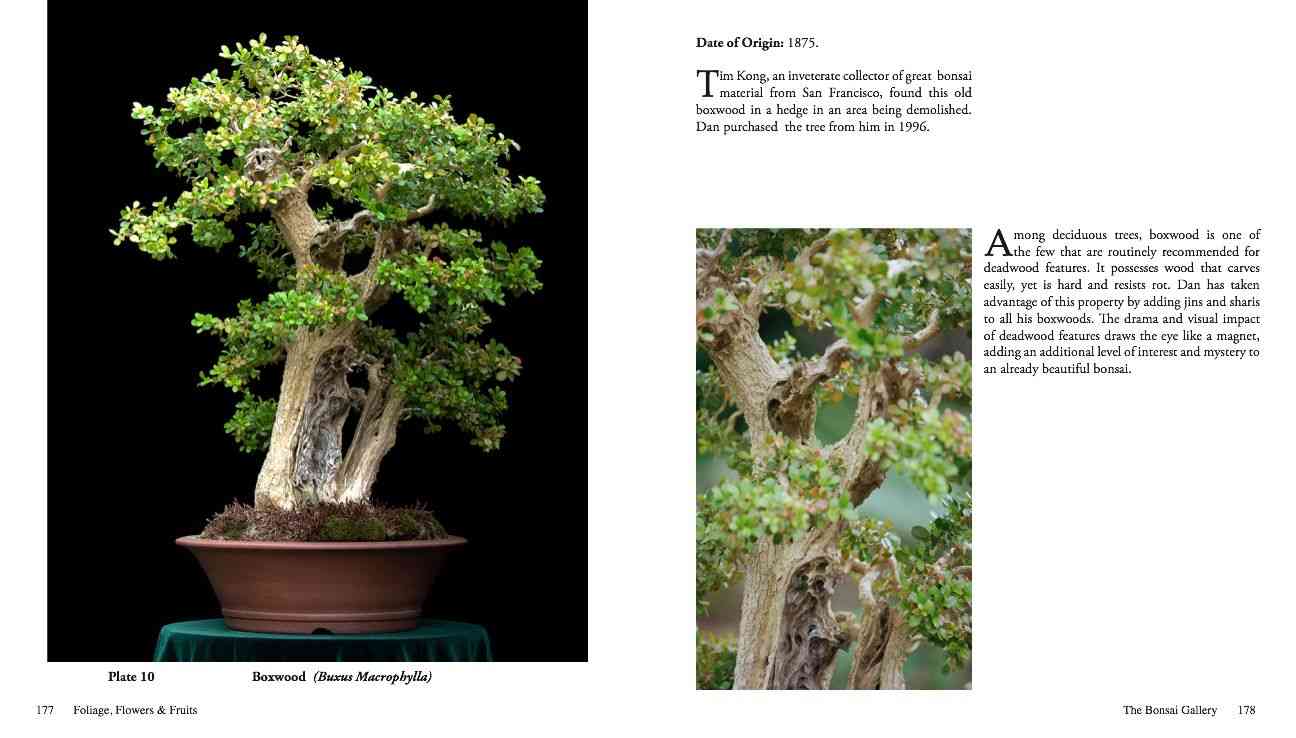 Plate 10 Boxwood (Buxus Macrophylla)
177 Foliage, Flowers & Fruits
Date of Origin: 1875.
Tim Kong, an inveterate collector of great bonsai
material from San Francisco, found this old
boxwood in a hedge in an area being demolished.
Dan purchased the tree from him in 1996.
Among deciduous trees, boxwood is one of
the few that are routinely recommended for
deadwood features. It possesses wood that carves
easily, yet is hard and resists rot. Dan has taken
advantage of this property by adding jins and sharis
to all his boxwoods. The drama and visual impact
of deadwood features draws the eye like a magnet,
adding an additional level of interest and mystery to
an already beautiful bonsai.
The Bonsai Gallery 178